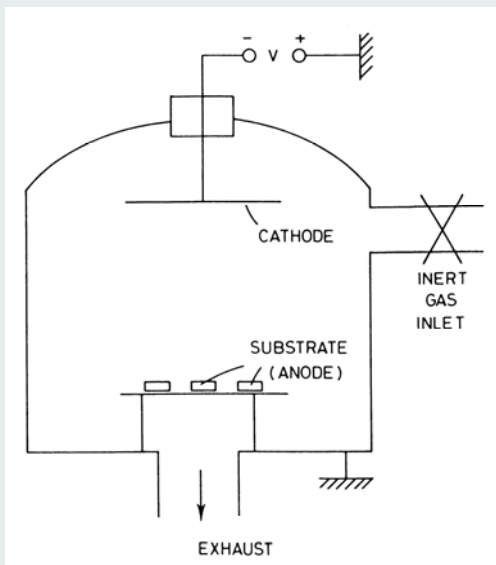 - V +
CATHODE
INERT
GAS
INLET
SUBSTRATE
(ANODE)
EXHAUST